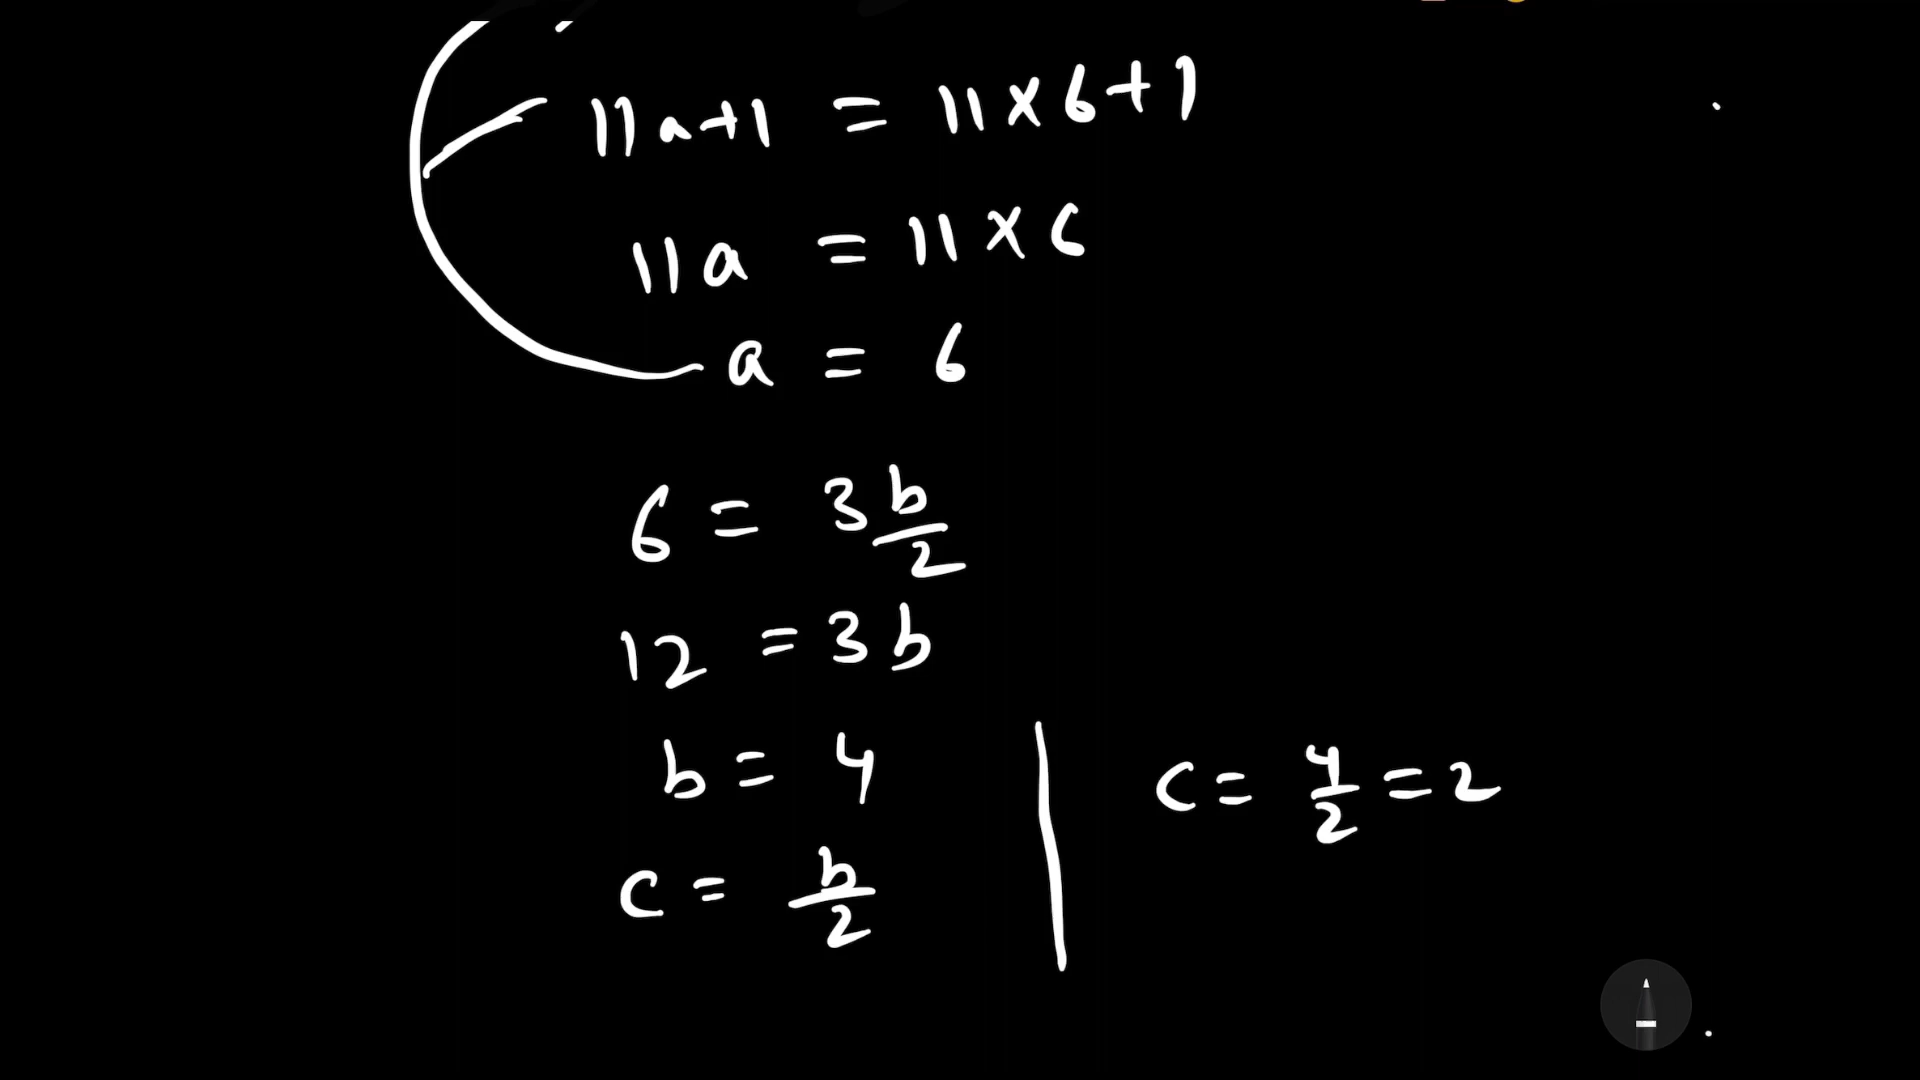 11a+1 = 11×6+1
11a = 11×6
a = 6
6 = 3b/2
12 = 3b
b = 4
c = b/2
c = 4/2 = 2